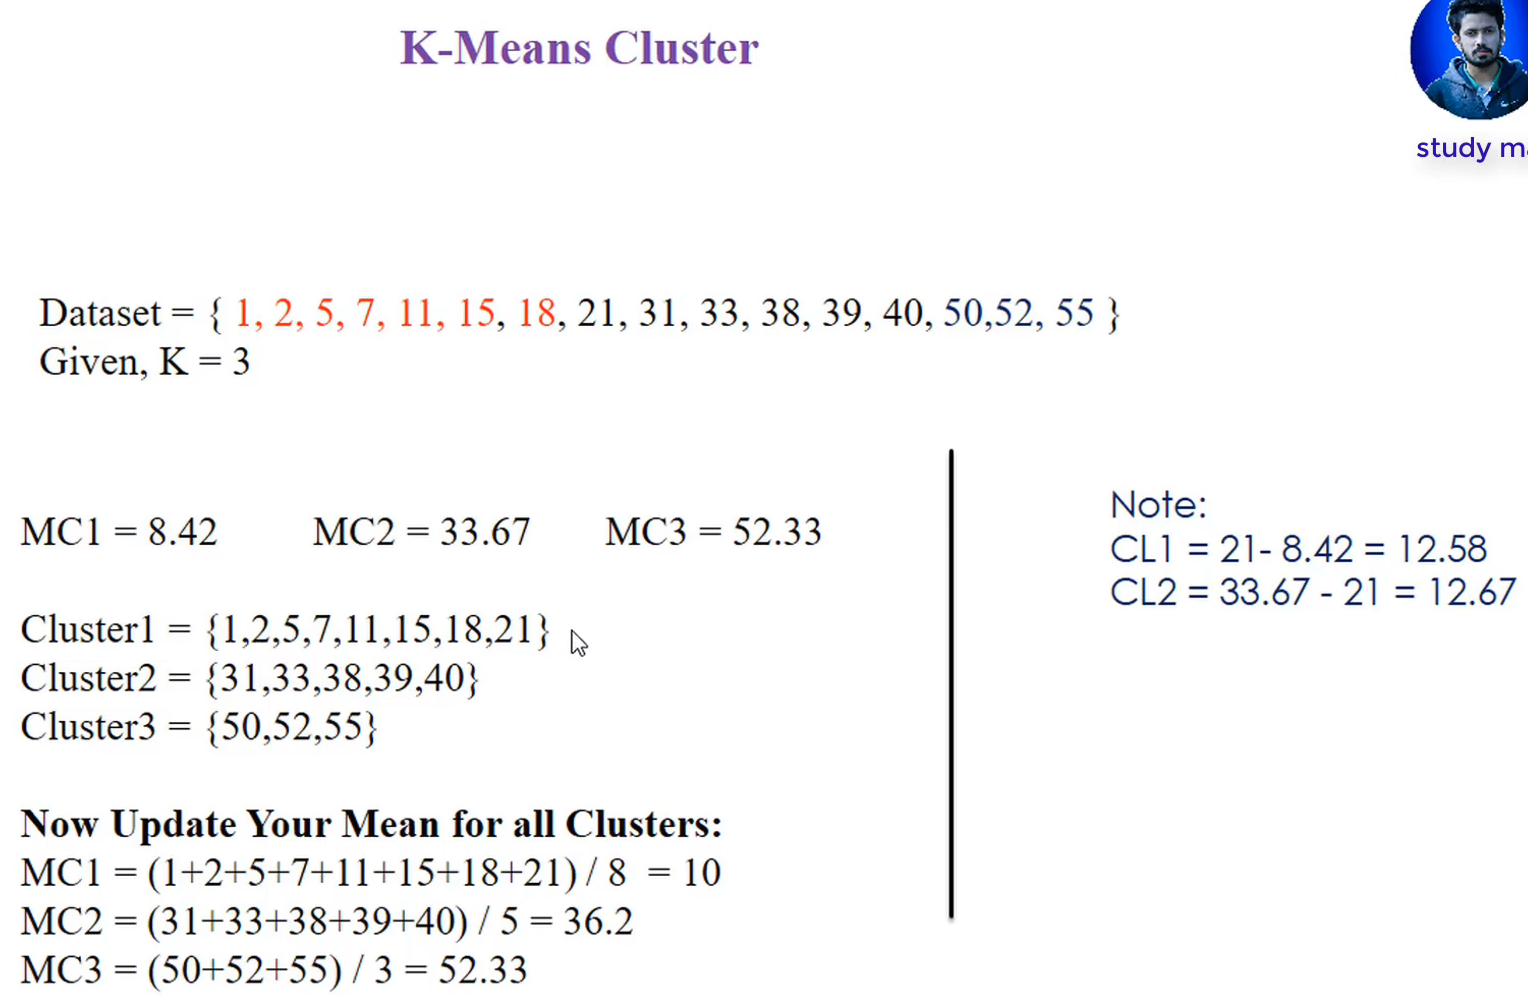 K-Means Cluster
study
Dataset = { 1, 2, 5, 7, 11, 15, 18, 21, 31, 33, 38, 39, 40, 50,52, 55 }
Given, K = 3
MC1 = 8.42 MC2 = 33.67 MC3 = 52.33
Cluster1 = {1,2,5,7,11,15,18,21}
Cluster2 = {31,33,38,39,40}
Cluster3 = {50,52,55}
Now Update Your Mean for all Clusters:
MC1 = (1+2+5+7+11+15+18+21) / 8 = 10
MC2 = (31+33+38+39+40) / 5 = 36.2
MC3 = (50+52+55) / 3 = 52.33
Note:
CL1 = 21- 8.42 = 12.58
CL2 = 33.67 - 21 = 12.67